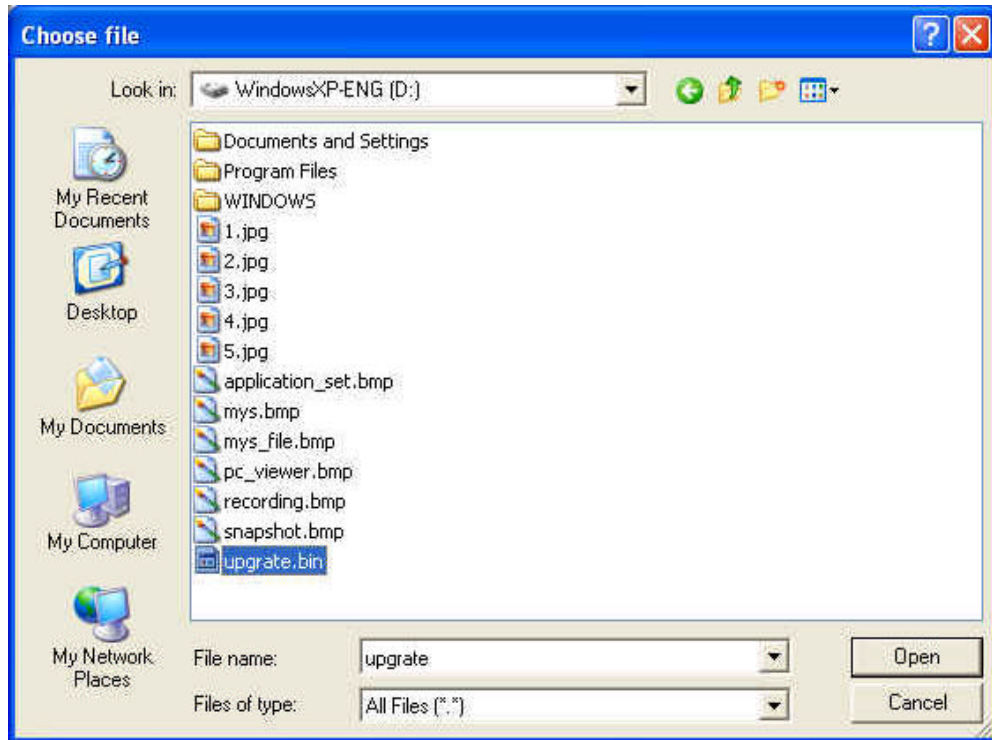 Choose file
Look in:
WindowsXP-ENG (D:)
My Recent
Documents
Desktop
My Documents
My Computer
My Network
Places
Documents and Settings
Program Files
WINDOWS
1.jpg
2.jpg
3.jpg
4.jpg
5.jpg
application_set.bmp
mys.bmp
mys_file.bmp
pc_viewer.bmp
recording.bmp
snapshot.bmp
upgrate.bin
File name:
upgrate
Open
Files of type:
All Files (*.*)
Cancel